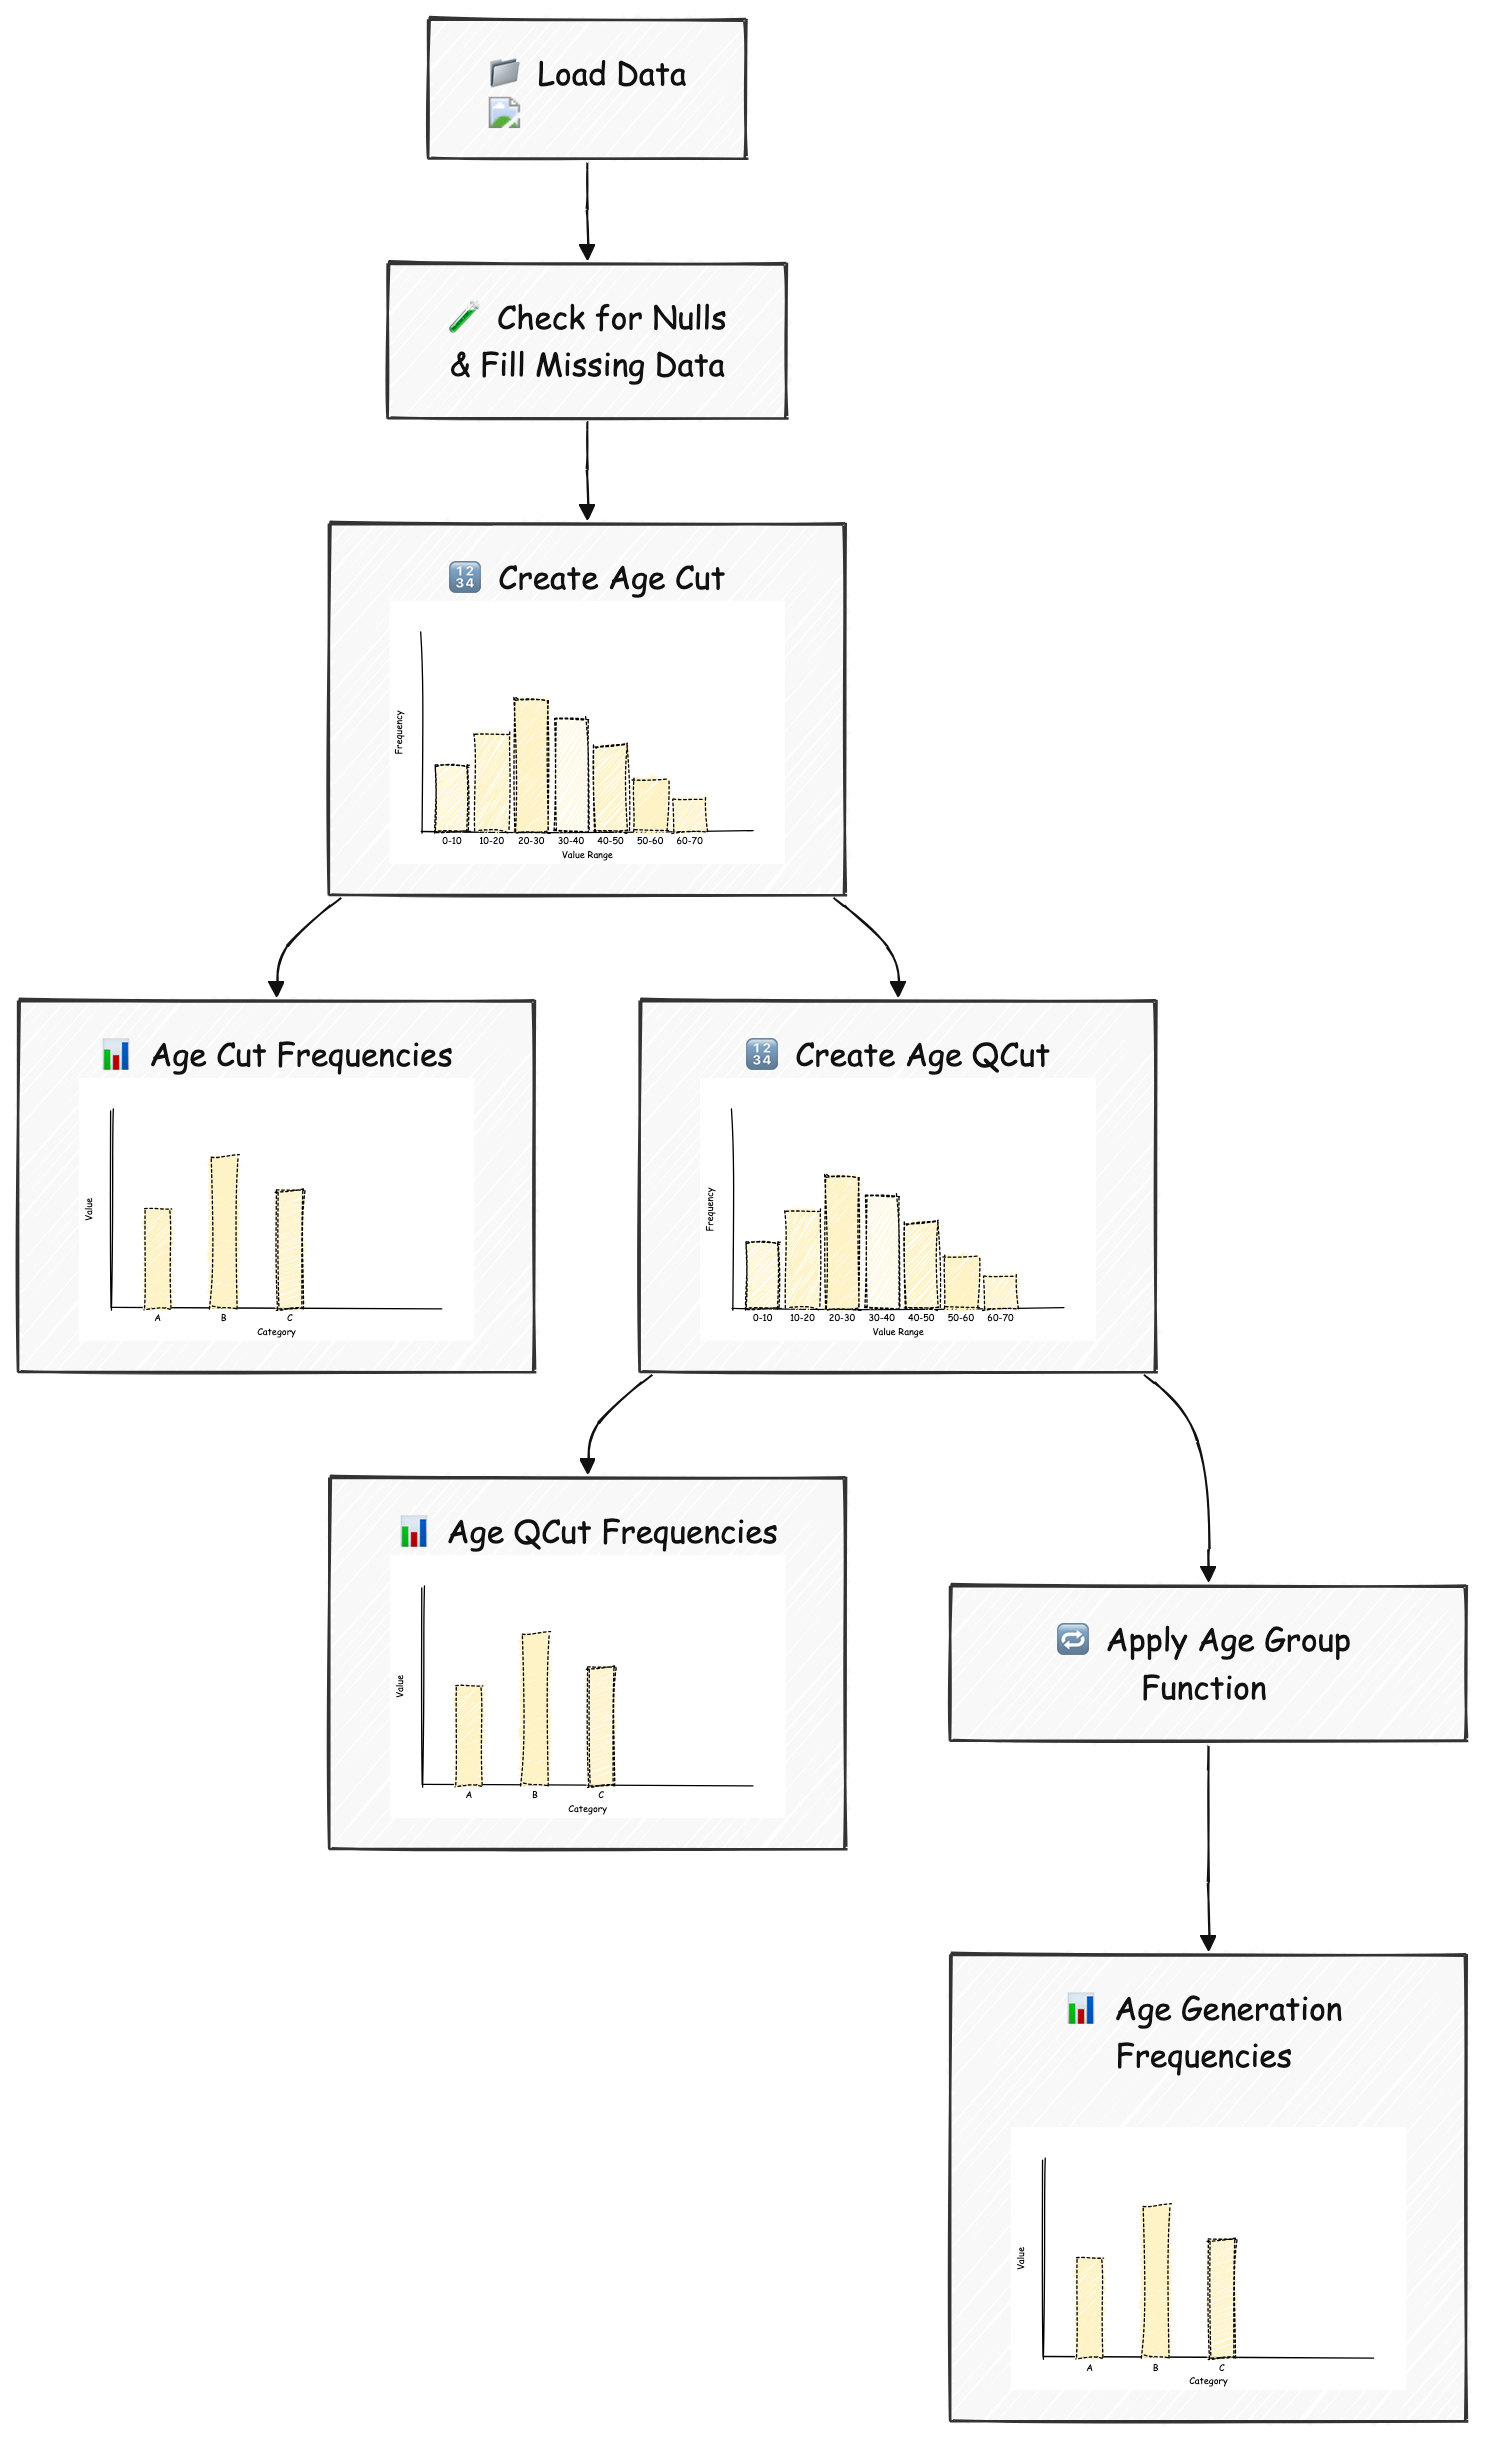 Load Data
Check for Nulls
& Fill Missing Data
1234 Create Age Cut
Frequency
0-10 10-20 20-30 30-40 40-50 50-60 60-70
Value Range
Age Cut Frequencies
Value
A B C
Category
1234 Create Age QCut
Frequency
0-10 10-20 20-30 30-40 40-50 50-60 60-70
Value Range
Age QCut Frequencies
Value
A B C
Category
Apply Age Group
Function
Age Generation
Frequencies
Value
A B C
Category